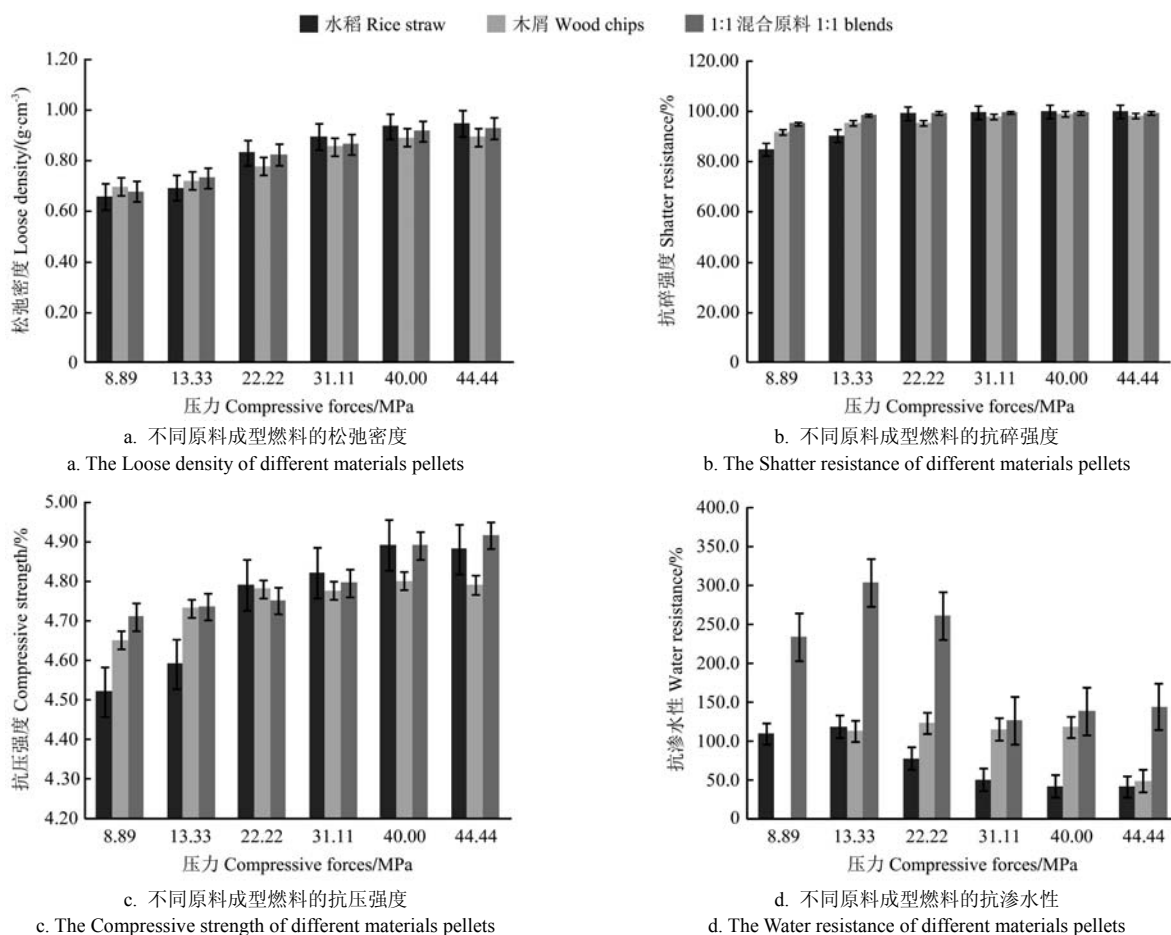 水稻 Rice straw 木屑 Wood chips 1:1 混合原料 1:1 blends
松弛密度 Loose density/(g·cm⁻³)
1.20
1.00
0.80
0.60
0.40
0.20
0
8.89 13.33 22.22 31.11 40.00 44.44
压力 Compressive forces/MPa
a. 不同原料成型燃料的松弛密度
a. The Loose density of different materials pellets
抗碎强度 Shatter resistance/%
120.00
100.00
80.00
60.00
40.00
20.00
0
8.89 13.33 22.22 31.11 40.00 44.44
压力 Compressive forces/MPa
b. 不同原料成型燃料的抗碎强度
b. The Shatter resistance of different materials pellets
抗压强度 Compressive strength/%
5.00
4.90
4.80
4.70
4.60
4.50
4.40
4.30
4.20
8.89 13.33 22.22 31.11 40.00 44.44
压力 Compressive forces/MPa
c. 不同原料成型燃料的抗压强度
c. The Compressive strength of different materials pellets
抗渗水性 Water resistance/%
400.0
350.0
300.0
250.0
200.0
150.0
100.0
50.0
0
8.89 13.33 22.22 31.11 40.00 44.44
压力 Compressive forces/MPa
d. 不同原料成型燃料的抗渗水性
d. The Water resistance of different materials pellets